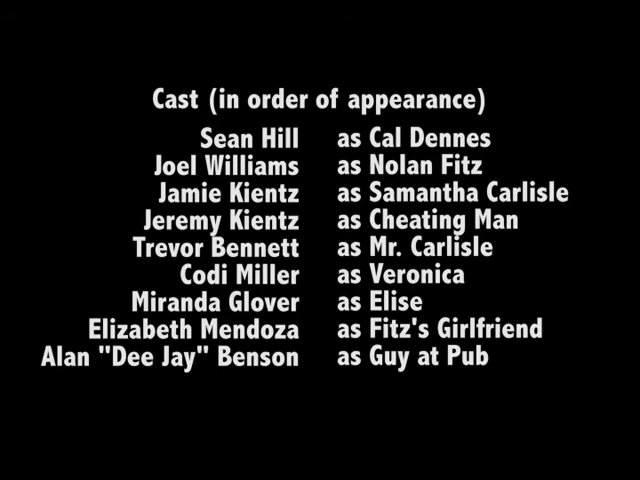 Cast (in order of appearance)
Sean Hill as Cal Dennes
Joel Williams as Nolan Fitz
Jamie Kientz as Samantha Carlisle
Jeremy Kientz as Cheating Man
Trevor Bennett as Mr. Carlisle
Codi Miller as Veronica
Miranda Glover as Elise
Elizabeth Mendoza as Fitz's Girlfriend
Alan "Dee Jay" Benson as Guy at Pub